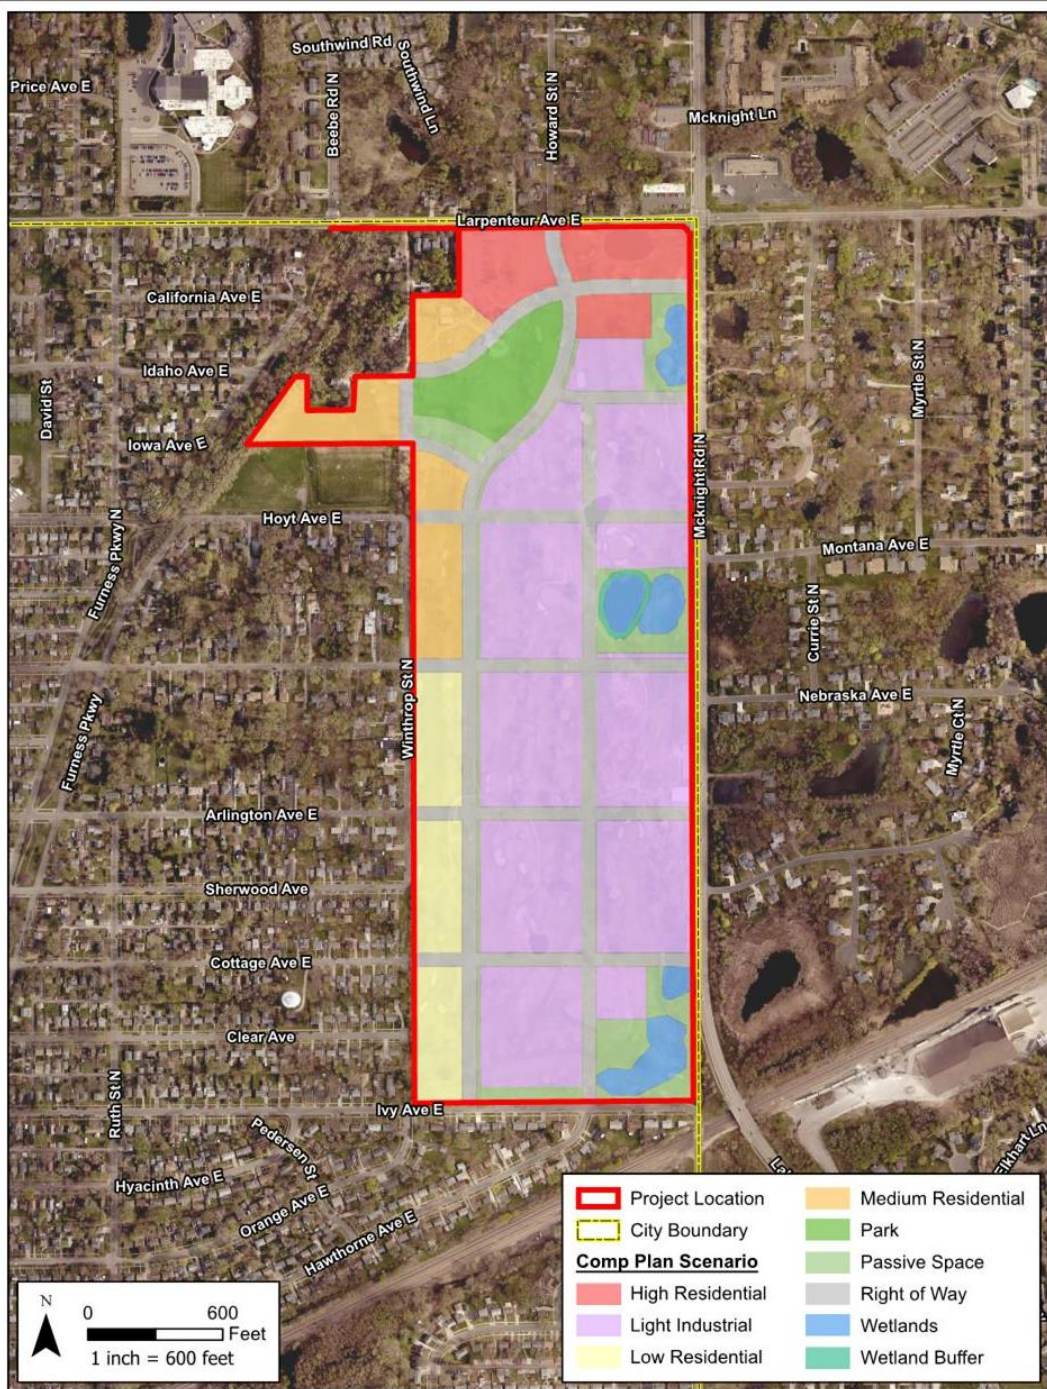 Southwind Rd
Southwind Ln
Price Ave E
Beebe Rd N
Howard St N
Mcknight Ln
Larpenteur Ave E
California Ave E
Idaho Ave E
David St
Myrtle St N
Iowa Ave E
Mcknight Rd N
Hoyt Ave E
Montana Ave E
Furness Pkwy N
Currie St N
Winthrop St N
Nebraska Ave E
Furness Pkwy
Myrtle Ct N
Arlington Ave E
Sherwood Ave
Cottage Ave E
Clear Ave
Ruth St N
Ivy Ave E
Pedersen St
Elkhart Ln
Hyacinth Ave E
Orange Ave E
Hawthorne Ave E
Project Location
City Boundary
Comp Plan Scenario
High Residential
Light Industrial
Low Residential
Medium Residential
Park
Passive Space
Right of Way
Wetlands
Wetland Buffer
N
0 600
Feet
1 inch = 600 feet